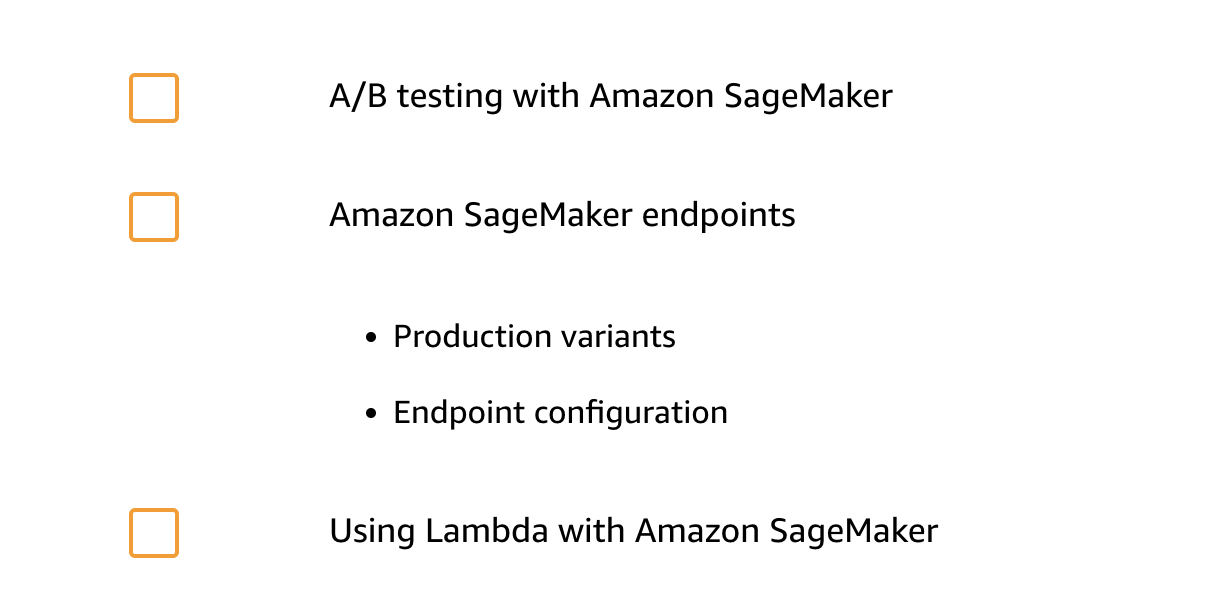 A/B testing with Amazon SageMaker
Amazon SageMaker endpoints
• Production variants
• Endpoint configuration
Using Lambda with Amazon SageMaker